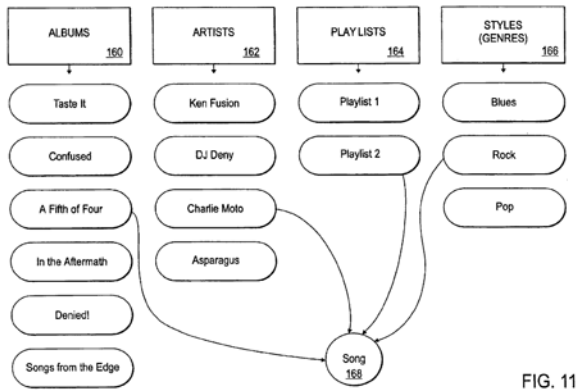 ALBUMS
160
ARTISTS
162
PLAY LISTS
164
STYLES
(GENRES)
166
Taste It
Confused
A Fifth of Four
In the Aftermath
Denied!
Songs from the Edge
Ken Fusion
DJ Deny
Charlie Moto
Asparagus
Playlist 1
Playlist 2
Blues
Rock
Pop
Song
168
FIG. 11